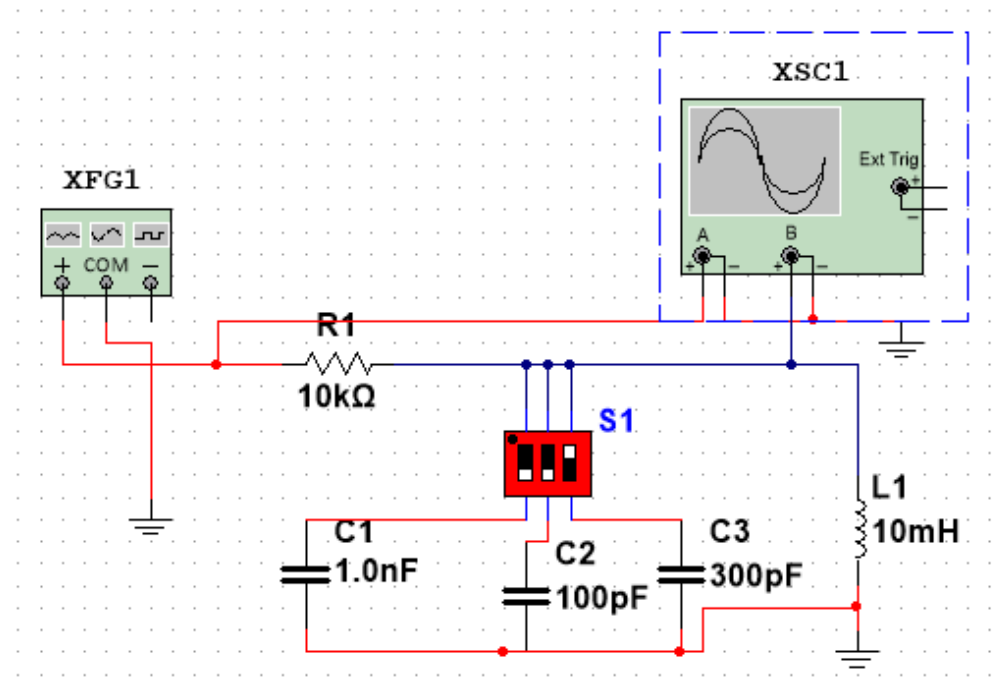 XSC1
Ext Trig
+
−
A
B
+ − + −
XFG1
+ COM −
R1
10kΩ
S1
L1
10mH
C1
1.0nF
C2
100pF
C3
300pF